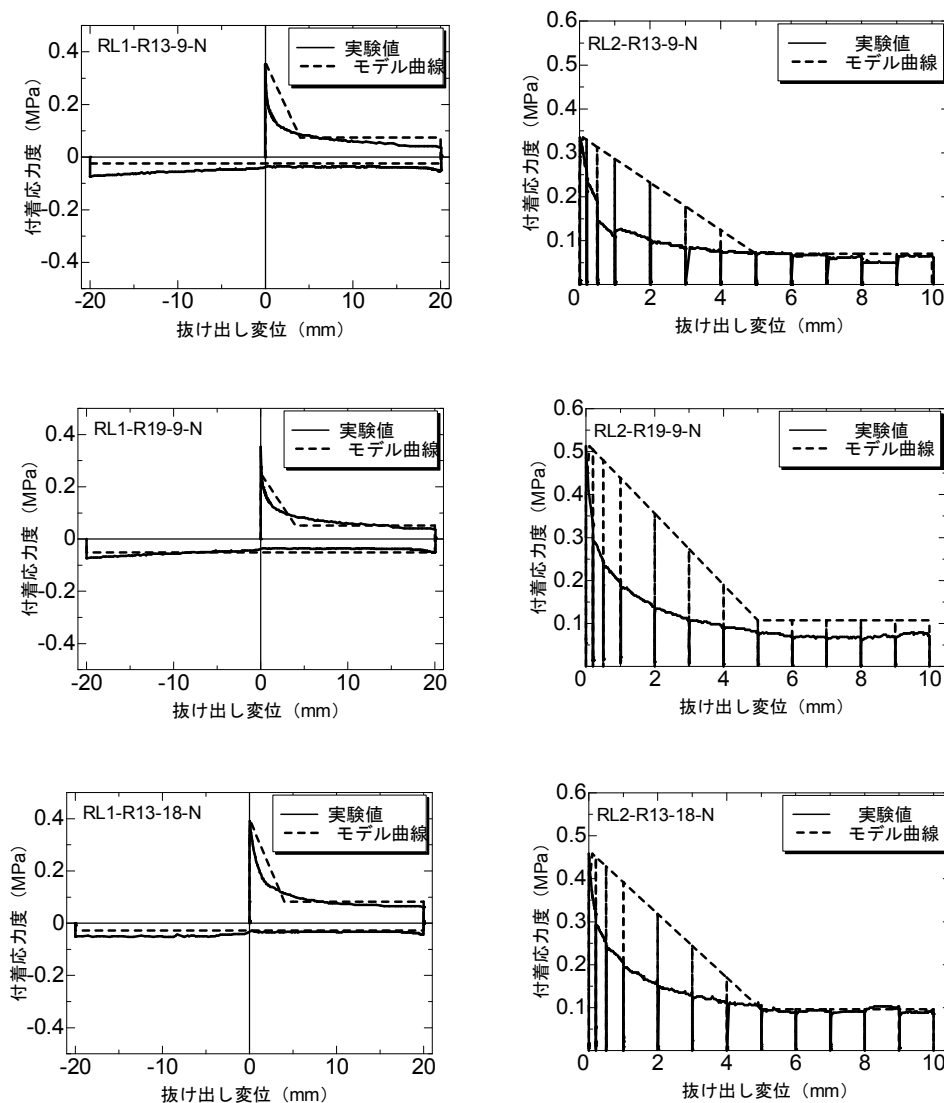 RL1-R13-9-N
実験値
モデル曲線
付着応力度（MPa）
0.4
0.2
0
-0.2
-0.4
-20 -10 0 10 20
抜け出し変位（mm）
RL2-R13-9-N
実験値
モデル曲線
付着応力度（MPa）
0.6
0.5
0.4
0.3
0.2
0.1
0 2 4 6 8 10
抜け出し変位（mm）
RL1-R19-9-N
実験値
モデル曲線
付着応力度（MPa）
0.4
0.2
0
-0.2
-0.4
-20 -10 0 10 20
抜け出し変位（mm）
RL2-R19-9-N
実験値
モデル曲線
付着応力度（MPa）
0.6
0.5
0.4
0.3
0.2
0.1
0 2 4 6 8 10
抜け出し変位（mm）
RL1-R13-18-N
実験値
モデル曲線
付着応力度（MPa）
0.4
0.2
0
-0.2
-0.4
-20 -10 0 10 20
抜け出し変位（mm）
RL2-R13-18-N
実験値
モデル曲線
付着応力度（MPa）
0.6
0.5
0.4
0.3
0.2
0.1
0 2 4 6 8 10
抜け出し変位（mm）